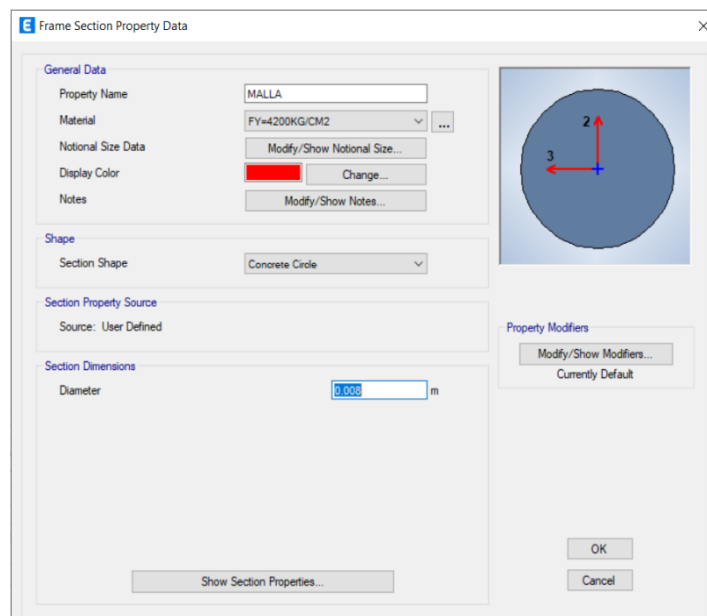 E Frame Section Property Data
General Data
Property Name MALLA
Material FY=4200KG/CM2 ...
Notional Size Data Modify/Show Notional Size...
Display Color Change...
Notes Modify/Show Notes...
2
3
Shape
Section Shape Concrete Circle
Section Property Source
Source: User Defined
Property Modifiers
Modify/Show Modifiers...
Currently Default
Section Dimensions
Diameter 0.008 m
OK
Show Section Properties... Cancel